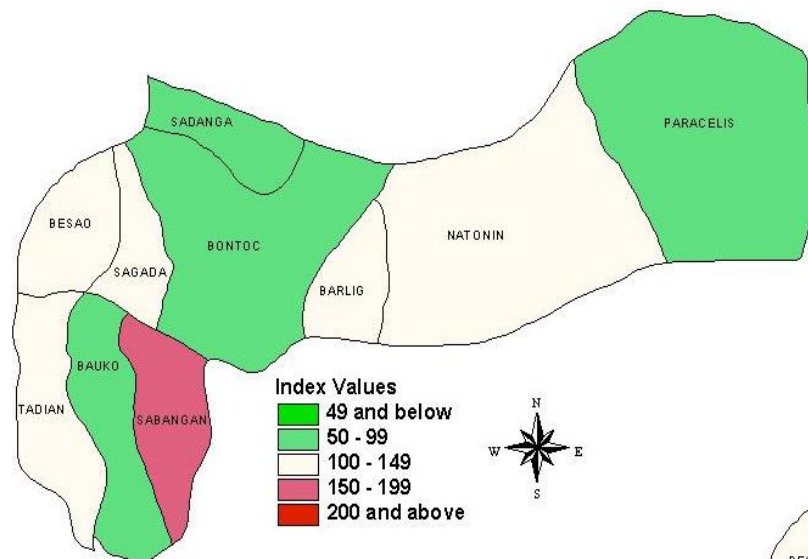 SADANGA
PARACELIS
BESAO
NATONIN
BONTOC
SAGADA
BARLIG
BAUKO
TADIAN
SABANGAN
Index Values
49 and below
50 - 99
100 - 149
150 - 199
200 and above
N
W E
S